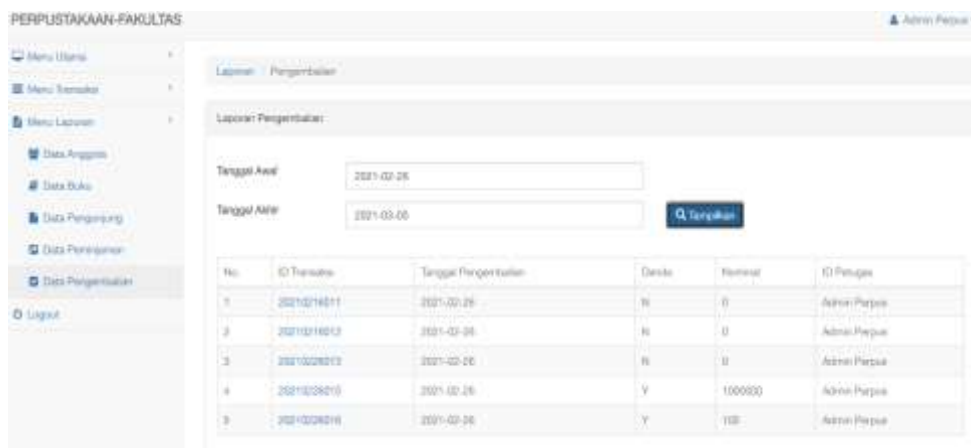 PERPUSTAKAAN-FAKULTAS
Admin Perpus
Menu Utama
Menu Transaksi
Menu Laporan
Data Anggota
Data Buku
Data Pengunjung
Data Peminjaman
Data Pengembalian
Logout
Laporan / Pengembalian
Laporan Pengembalian
Tanggal Awal 2021-02-26
Tanggal Akhir Tampilkan
No. ID Transaksi Tanggal Pengembalian Denda Nominal ID Petugas
1 20210216011 2021-02-26 N 0 Admin Perpus
2 20210216012 2021-02-26 N 0 Admin Perpus
3 2021-02-26 N 0 Admin Perpus
4 2021-02-26 Y Admin Perpus
5 2021-02-26 Y 100 Admin Perpus